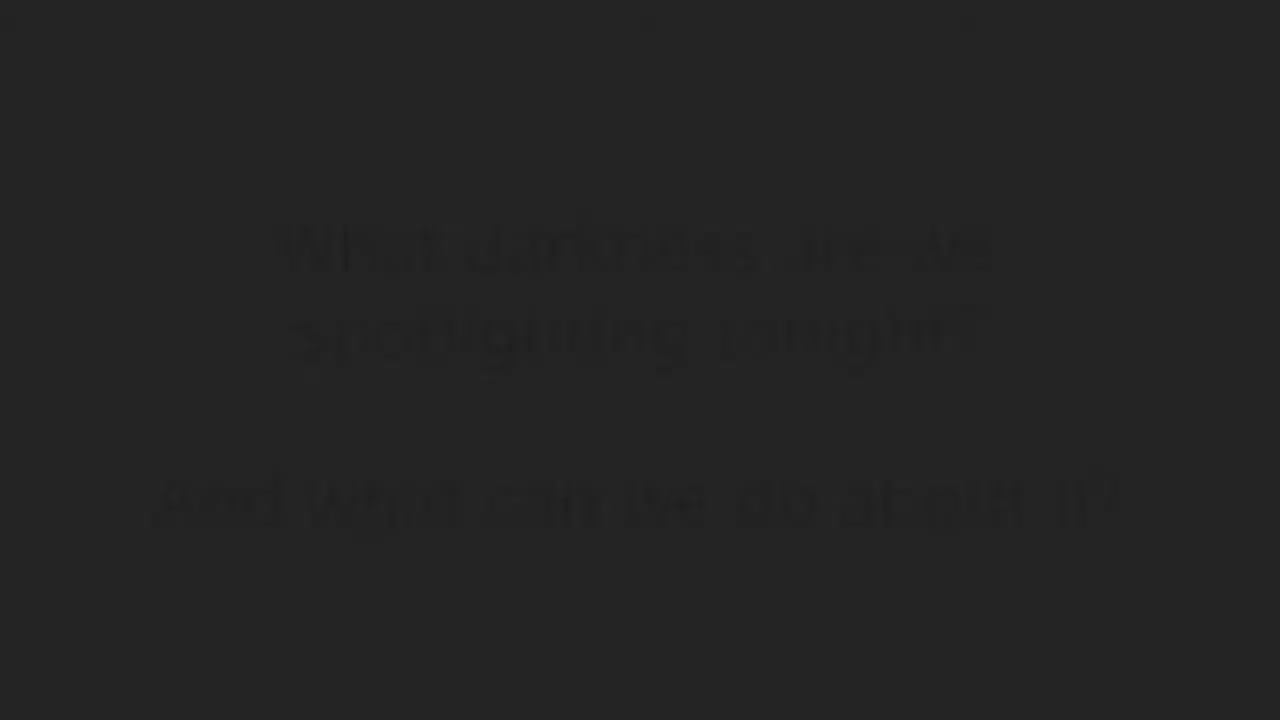 What darkness are we
spotlighting tonight?
And what can we do about it?